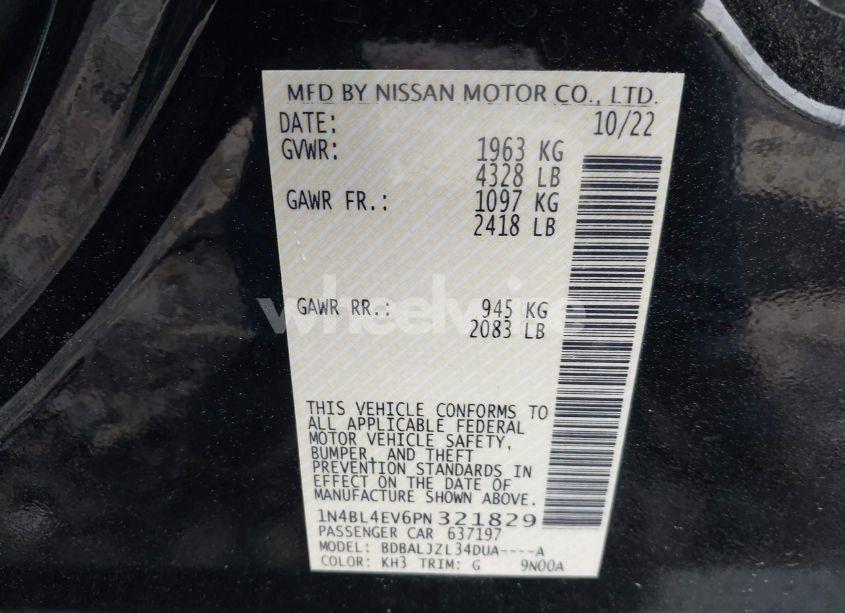 MFD BY NISSAN MOTOR CO., LTD.
DATE: 10/22
GVWR: 1963 KG
4328 LB
GAWR FR.: 1097 KG
2418 LB
GAWR RR.: 945 KG
2083 LB
wheelwire
THIS VEHICLE CONFORMS TO
ALL APPLICABLE FEDERAL
MOTOR VEHICLE SAFETY,
BUMPER, AND THEFT
PREVENTION STANDARDS IN
EFFECT ON THE DATE OF
MANUFACTURE SHOWN ABOVE.
1N4BL4EV6PN321829
PASSENGER CAR 637197
MODEL: BDBALJZL34DUA----A
COLOR: KH3 TRIM: G 9N00A